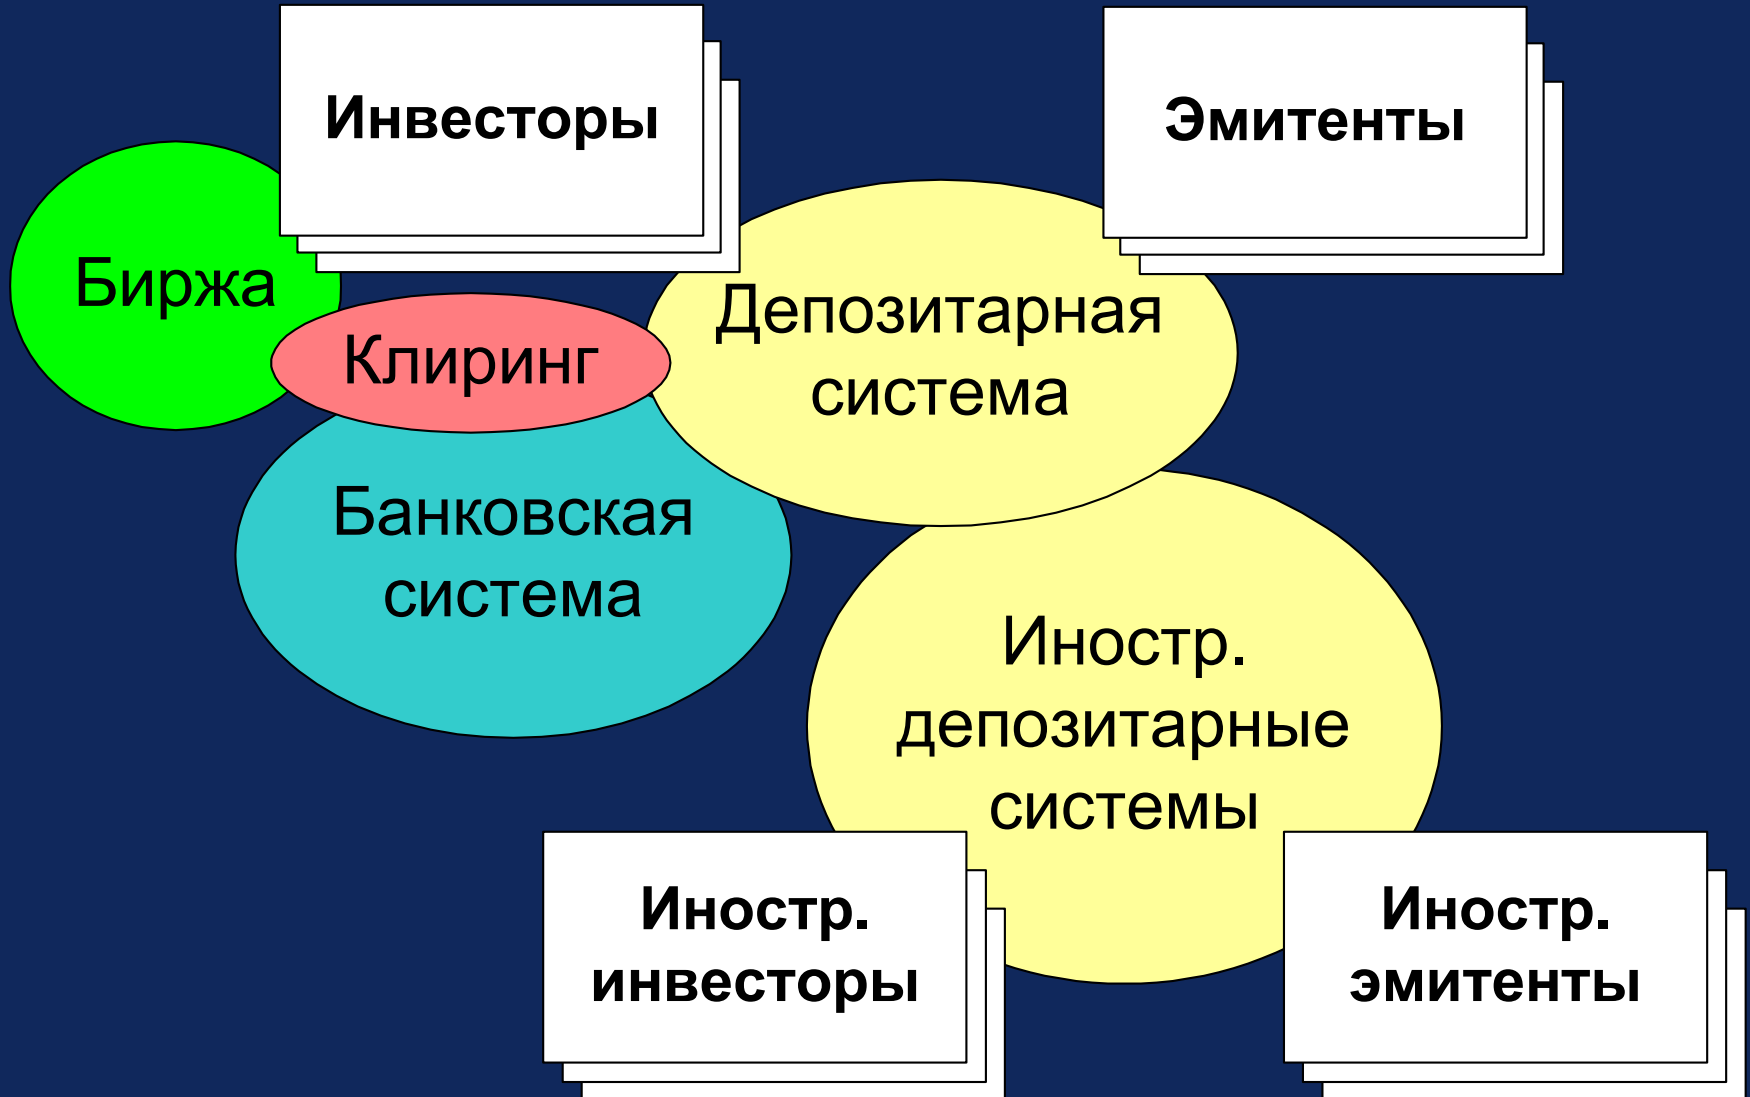 Инвесторы
Эмитенты
Биржа
Клиринг
Депозитарная
система
Банковская
система
Иностр.
депозитарные
системы
Иностр.
инвесторы
Иностр.
эмитенты